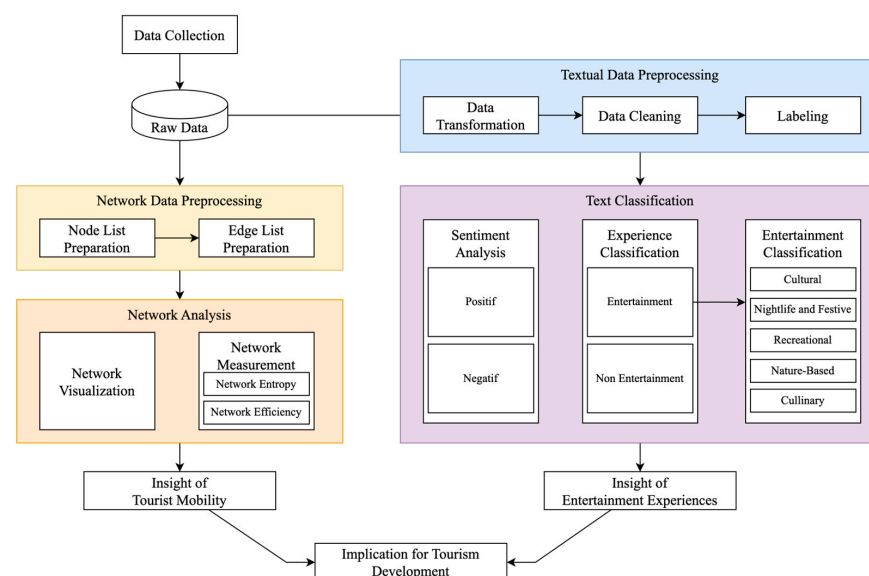 Data Collection
Raw Data
Textual Data Preprocessing
Data
Transformation
Data Cleaning
Labeling
Network Data Preprocessing
Node List
Preparation
Edge List
Preparation
Network Analysis
Network
Visualization
Network
Measurement
Network Entropy
Network Efficiency
Text Classification
Sentiment
Analysis
Positif
Negatif
Experience
Classification
Entertainment
Non Entertainment
Entertainment
Classification
Cultural
Nightlife and Festive
Recreational
Nature-Based
Cullinary
Insight of
Tourist Mobility
Insight of
Entertainment Experiences
Implication for Tourism
Development